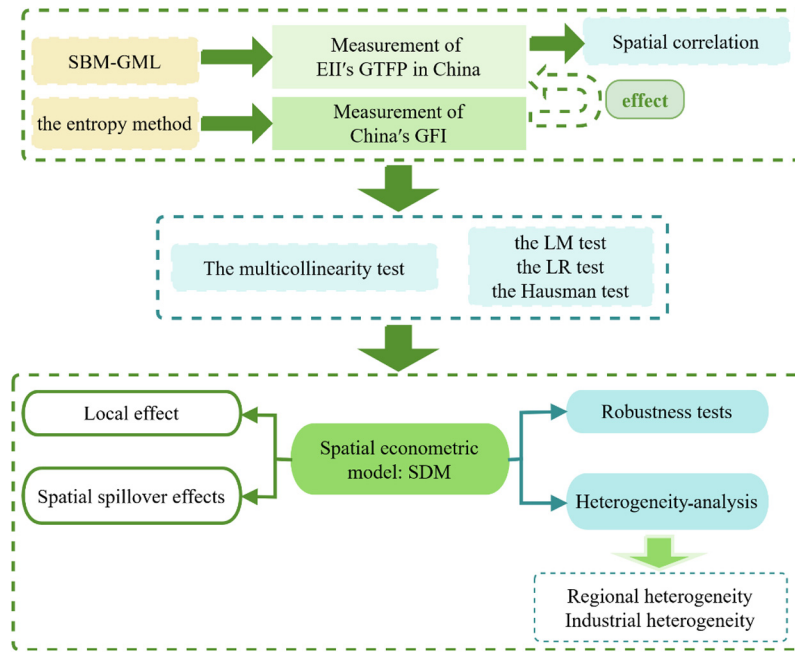 SBM-GML
Measurement of
EII's GTFP in China
Spatial correlation
the entropy method
Measurement of
China's GFI
effect
The multicollinearity test
the LM test
the LR test
the Hausman test
Local effect
Spatial spillover effects
Spatial econometric
model: SDM
Robustness tests
Heterogeneity-analysis
Regional heterogeneity
Industrial heterogeneity